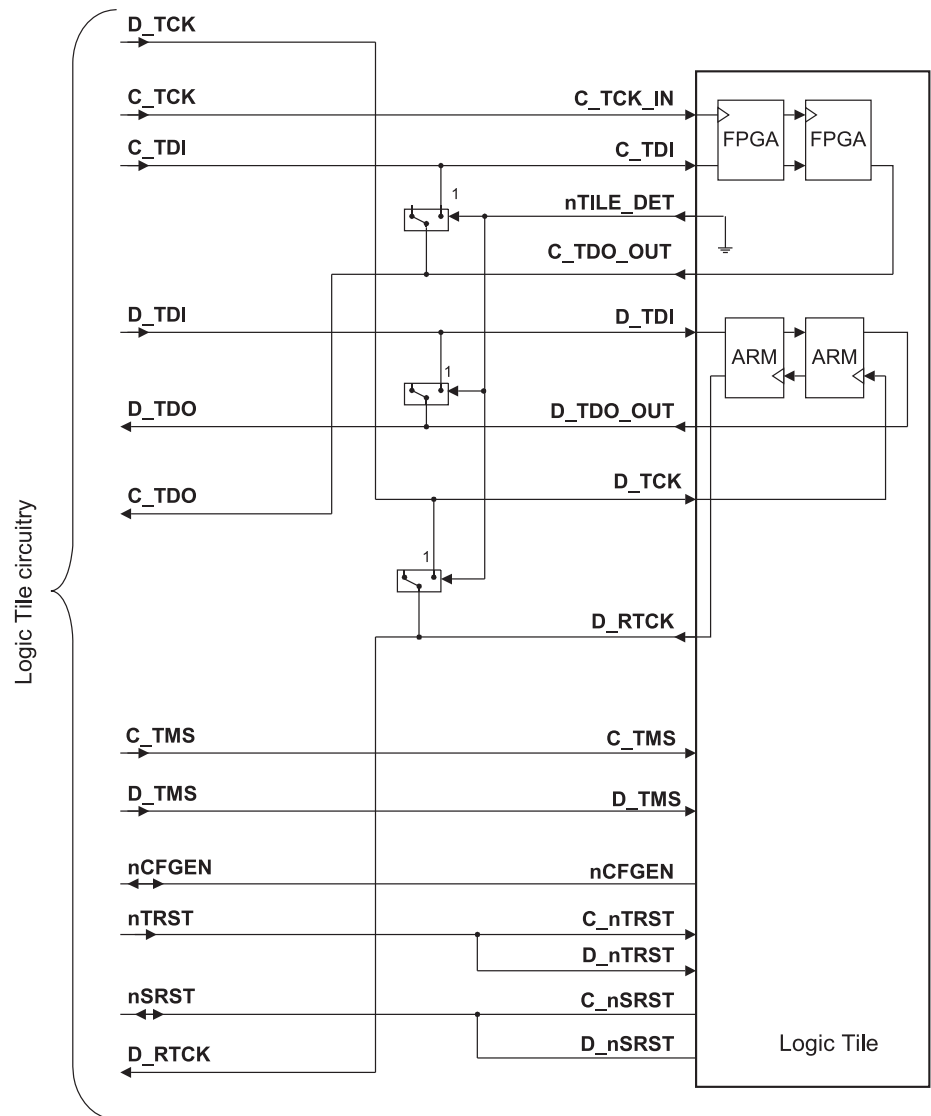 D_TCK
C_TCK C_TCK_IN
C_TDI C_TDI
FPGA FPGA
1 nTILE_DET
C_TDO_OUT
D_TDI D_TDI
ARM ARM
1
D_TDO D_TDO_OUT
D_TCK
C_TDO
1
D_RTCK
Logic Tile circuitry
C_TMS C_TMS
D_TMS D_TMS
nCFGEN nCFGEN
nTRST C_nTRST
D_nTRST
nSRST C_nSRST
D_RTCK D_nSRST
Logic Tile